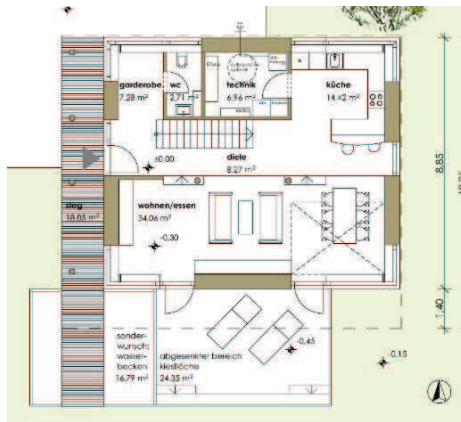 garderobe
7.28 m²
wc
2.71 m²
technik
6.96 m²
küche
14.42 m²
±0.00
diele
8.27 m²
steg
18.85 m²
wohnen/essen
34.06 m²
-0.30
8,85
1,40
sonder-
wunsch:
wasser-
becken
16.79 m²
abgesenkter bereich
kiesfläche
24.35 m²
-0,45
-0,15